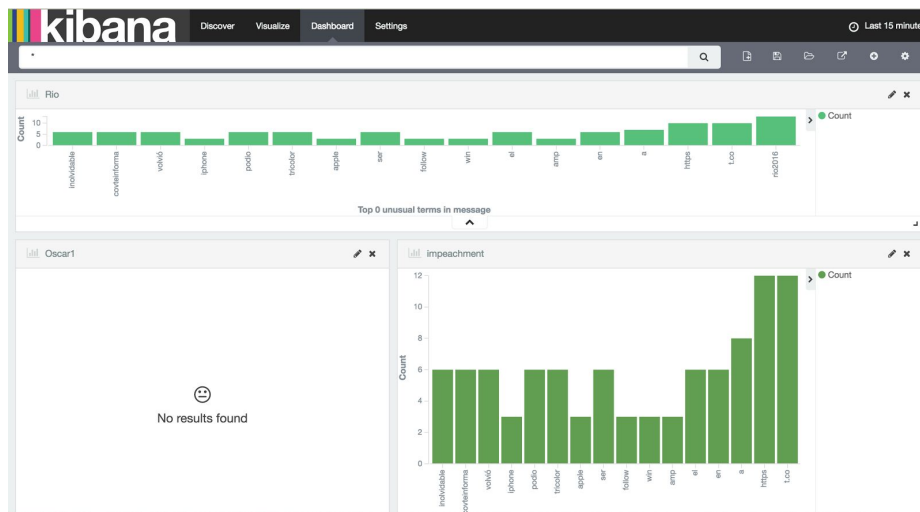 kibana Discover Visualize Dashboard Settings Last 15 minute
*
Rio
Count
10
5
0
inolvidable
covteinforma
volvió
iphone
podio
tricolor
apple
ser
follow
win
el
amp
en
a
https
t.co
rio2016
Count
Top 0 unusual terms in message
Oscar1
No results found
impeachment
Count
12
10
8
6
4
2
0
inolvidable
covteinforma
volvió
iphone
podio
tricolor
apple
ser
follow
win
amp
el
en
a
https
t.co
Count